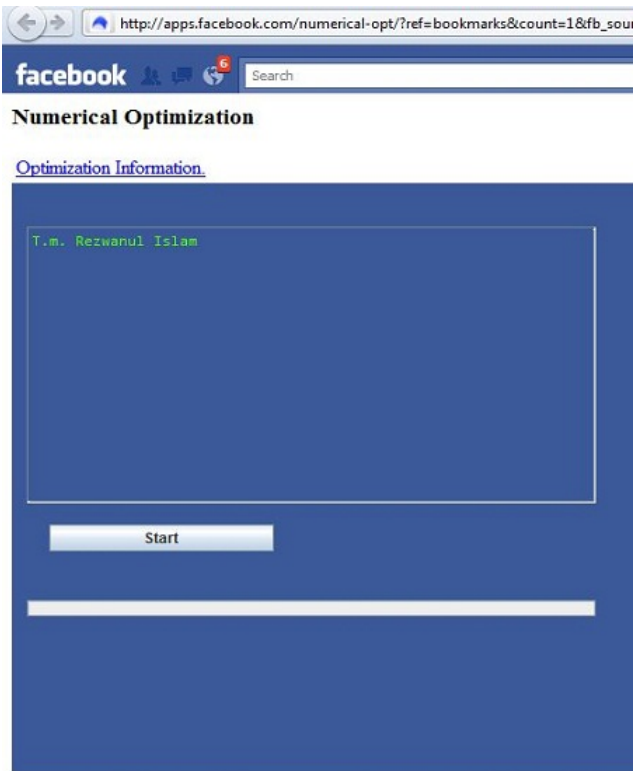 http://apps.facebook.com/numerical-opt/?ref=bookmarks&count=1&fb_sou
facebook 6 Search
Numerical Optimization
Optimization Information.
T.m. Rezwanul Islam
Start